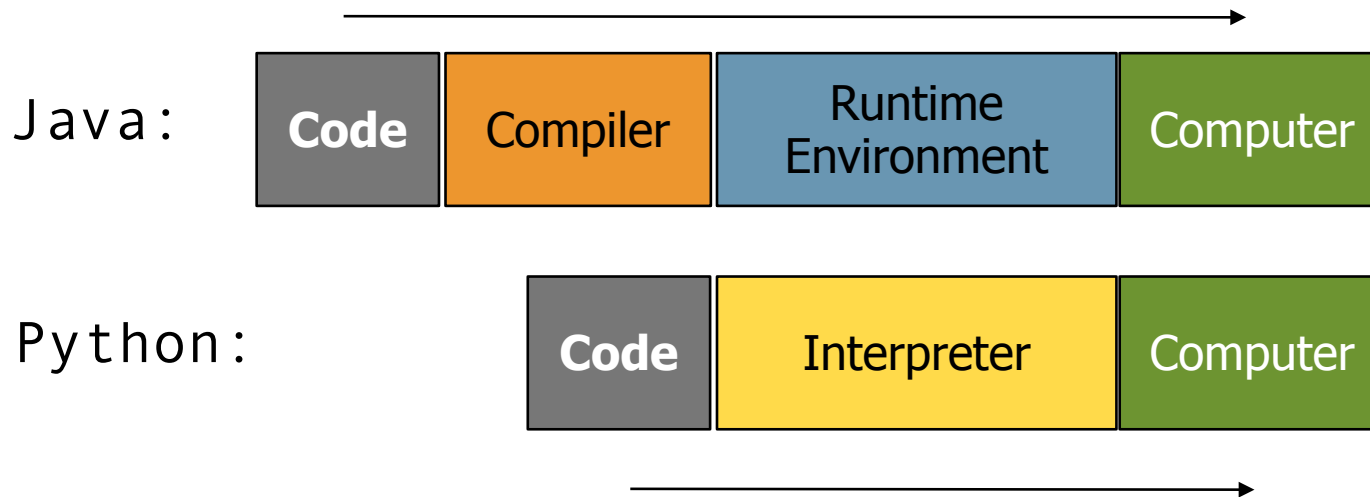 Java:
Code
Compiler
Runtime
Environment
Computer
Python:
Code
Interpreter
Computer